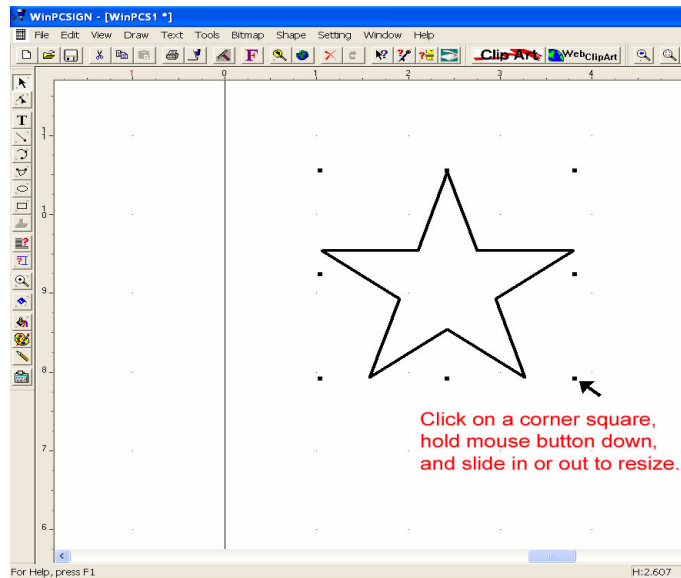 WinPCSIGN - [WinPCS1 *]
File Edit View Draw Text Tools Bitmap Shape Setting Window Help
Clip Art WebClipArt
1 0 1 2 3 4
11
10
9
8
7
6
T
Click on a corner square,
hold mouse button down,
and slide in or out to resize.
For Help, press F1 H:2.607